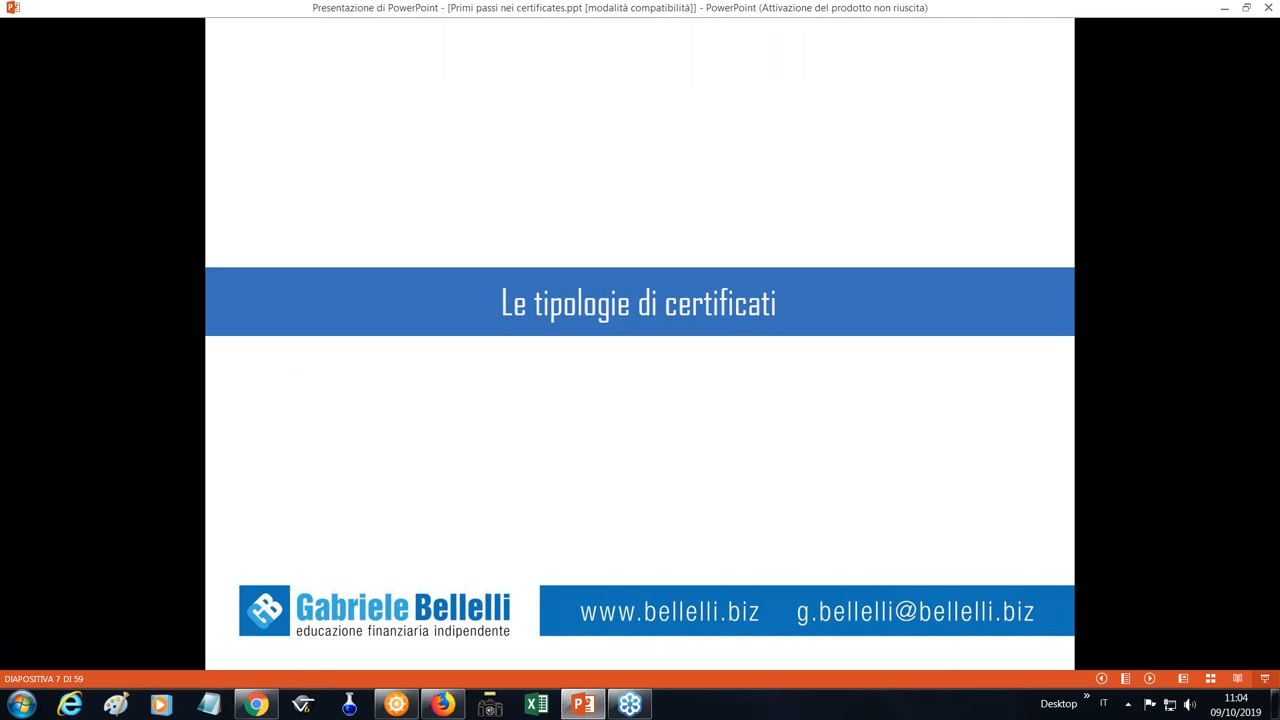 Presentazione di PowerPoint - [Primi passi nei certificates.ppt [modalità compatibilità]] - PowerPoint (Attivazione del prodotto non riuscita)
Le tipologie di certificati
Gabriele Bellelli
educazione finanziaria indipendente
www.bellelli.biz g.bellelli@bellelli.biz
DIAPOSITIVA 7 DI 59
Desktop
IT
11:04
09/10/2019